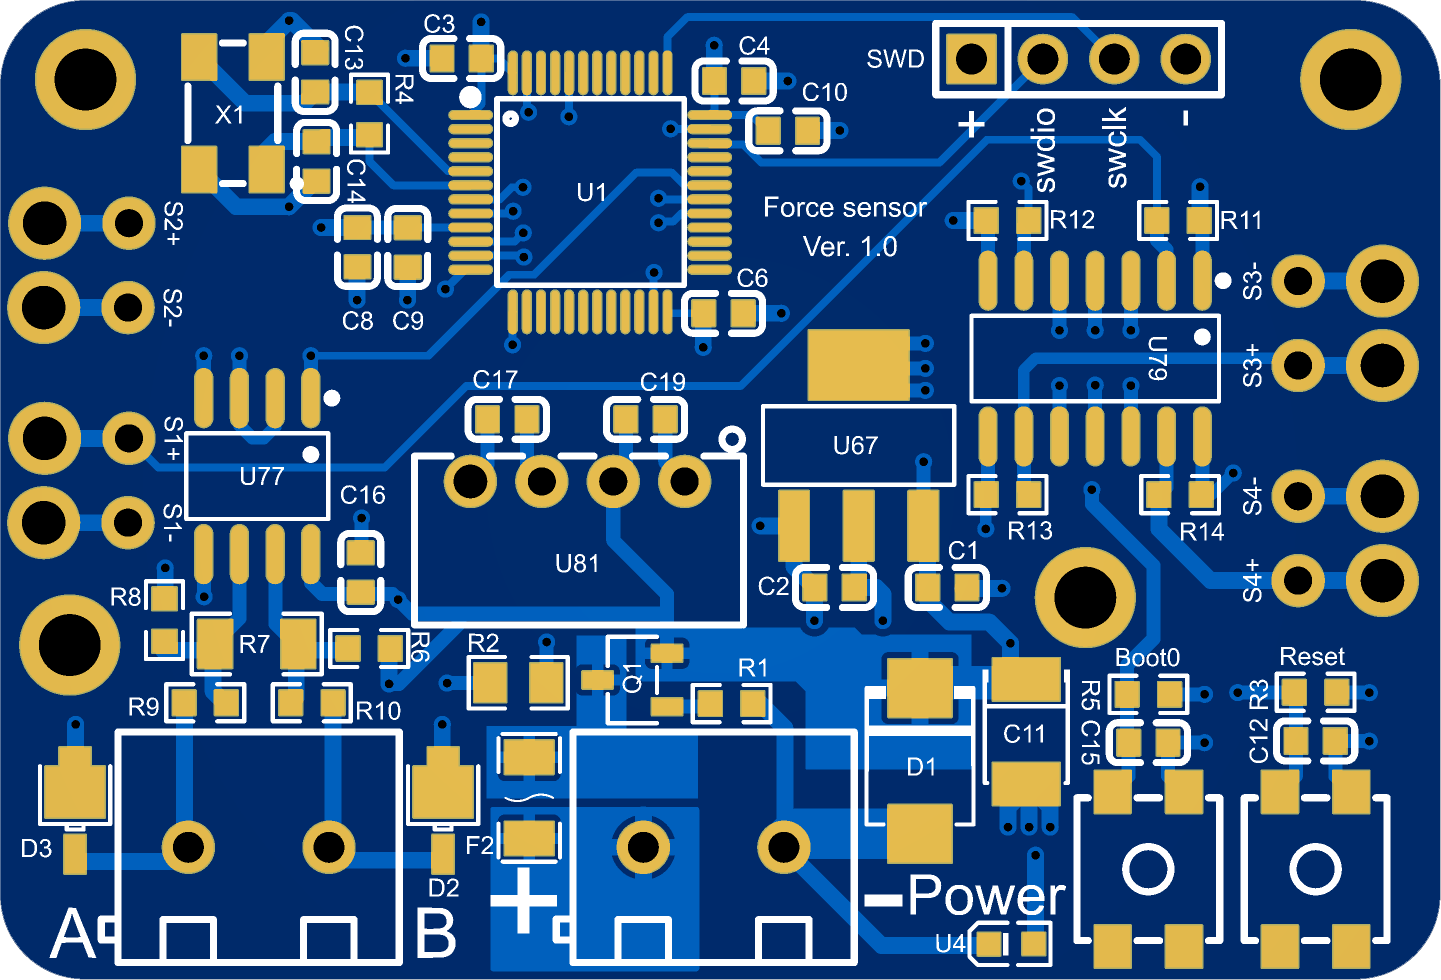 C3
C13
C4
SWD
R4
C10
X1
+
swdio
swclk
-
C14
U1
S2+
Force sensor
Ver. 1.0
R12
R11
S3-
C6
S2-
C8
C9
U79
S3+
C17
C19
S1+
U67
U77
C16
S4-
S1-
R13
R14
U81
C1
C2
S4+
R8
R7
R6
R2
Q1
R1
Boot0
Reset
R9
R10
R5
R3
C11
C15
C12
D1
D3
F2
D2
+
-Power
A
B
U4